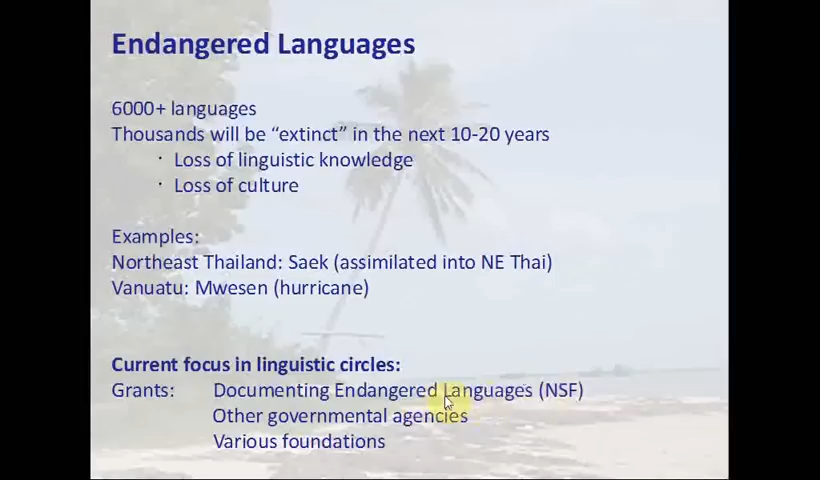 Endangered Languages
6000+ languages
Thousands will be “extinct” in the next 10-20 years
· Loss of linguistic knowledge
· Loss of culture
Examples:
Northeast Thailand: Saek (assimilated into NE Thai)
Vanuatu: Mwesen (hurricane)
Current focus in linguistic circles:
Grants: Documenting Endangered Languages (NSF)
Other governmental agencies
Various foundations